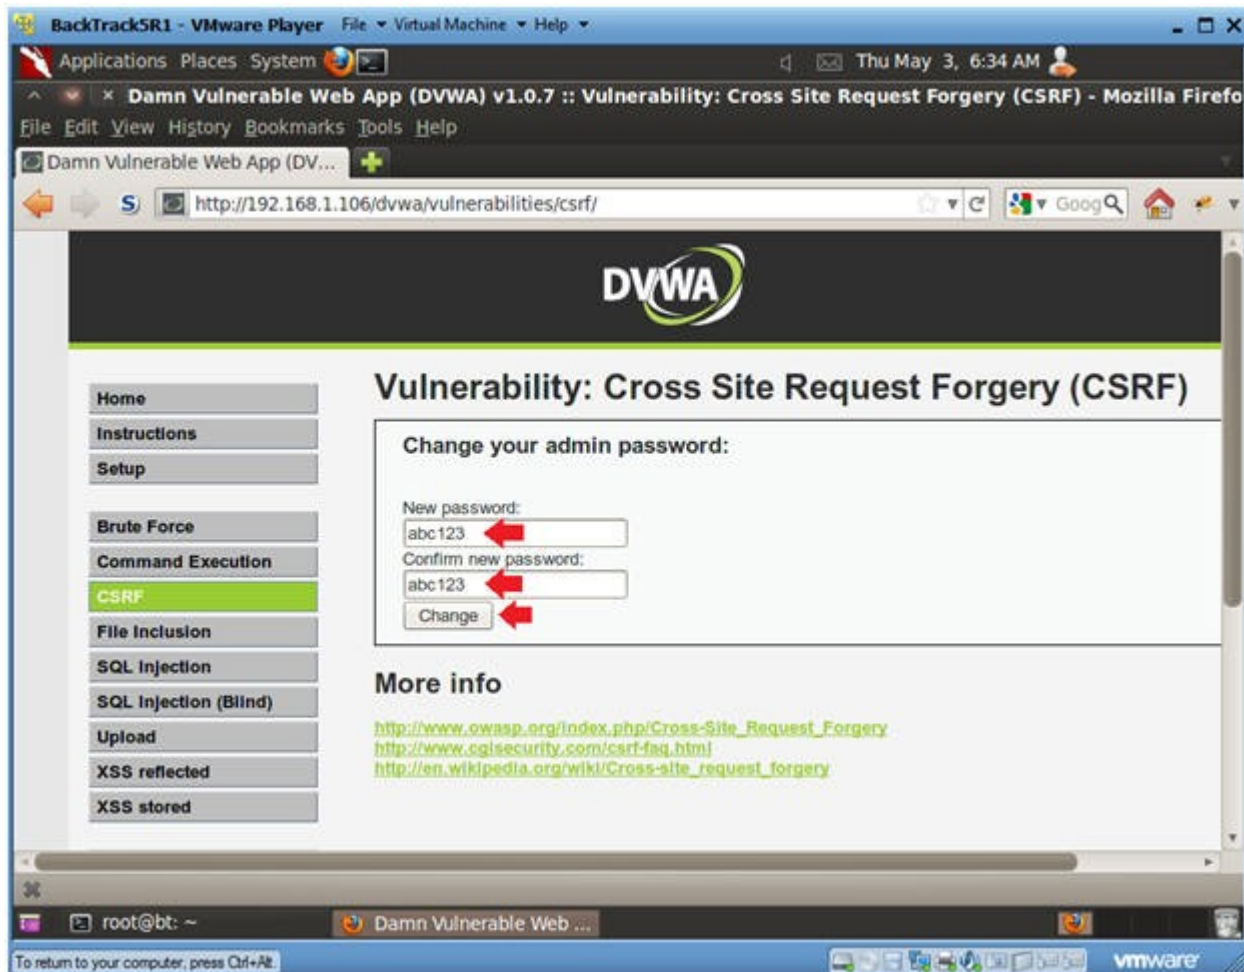 BackTrack5R1 - VMware Player File Virtual Machine Help
Applications Places System Thu May 3, 6:34 AM
Damn Vulnerable Web App (DVWA) v1.0.7 :: Vulnerability: Cross Site Request Forgery (CSRF) - Mozilla Firefo
File Edit View History Bookmarks Tools Help
Damn Vulnerable Web App (DV...
S http://192.168.1.106/dvwa/vulnerabilities/csrf/ Goog
DVWA
Home
Instructions
Setup
Brute Force
Command Execution
CSRF
File Inclusion
SQL Injection
SQL Injection (Blind)
Upload
XSS reflected
XSS stored
Vulnerability: Cross Site Request Forgery (CSRF)
Change your admin password:
New password:
abc123
Confirm new password:
abc123
Change
More info
http://www.owasp.org/index.php/Cross-Site_Request_Forgery
http://www.cgisecurity.com/csrf-faq.html
http://en.wikipedia.org/wiki/Cross-site_request_forgery
root@bt: ~ Damn Vulnerable Web ...
To return to your computer, press Ctrl+Alt. vmware